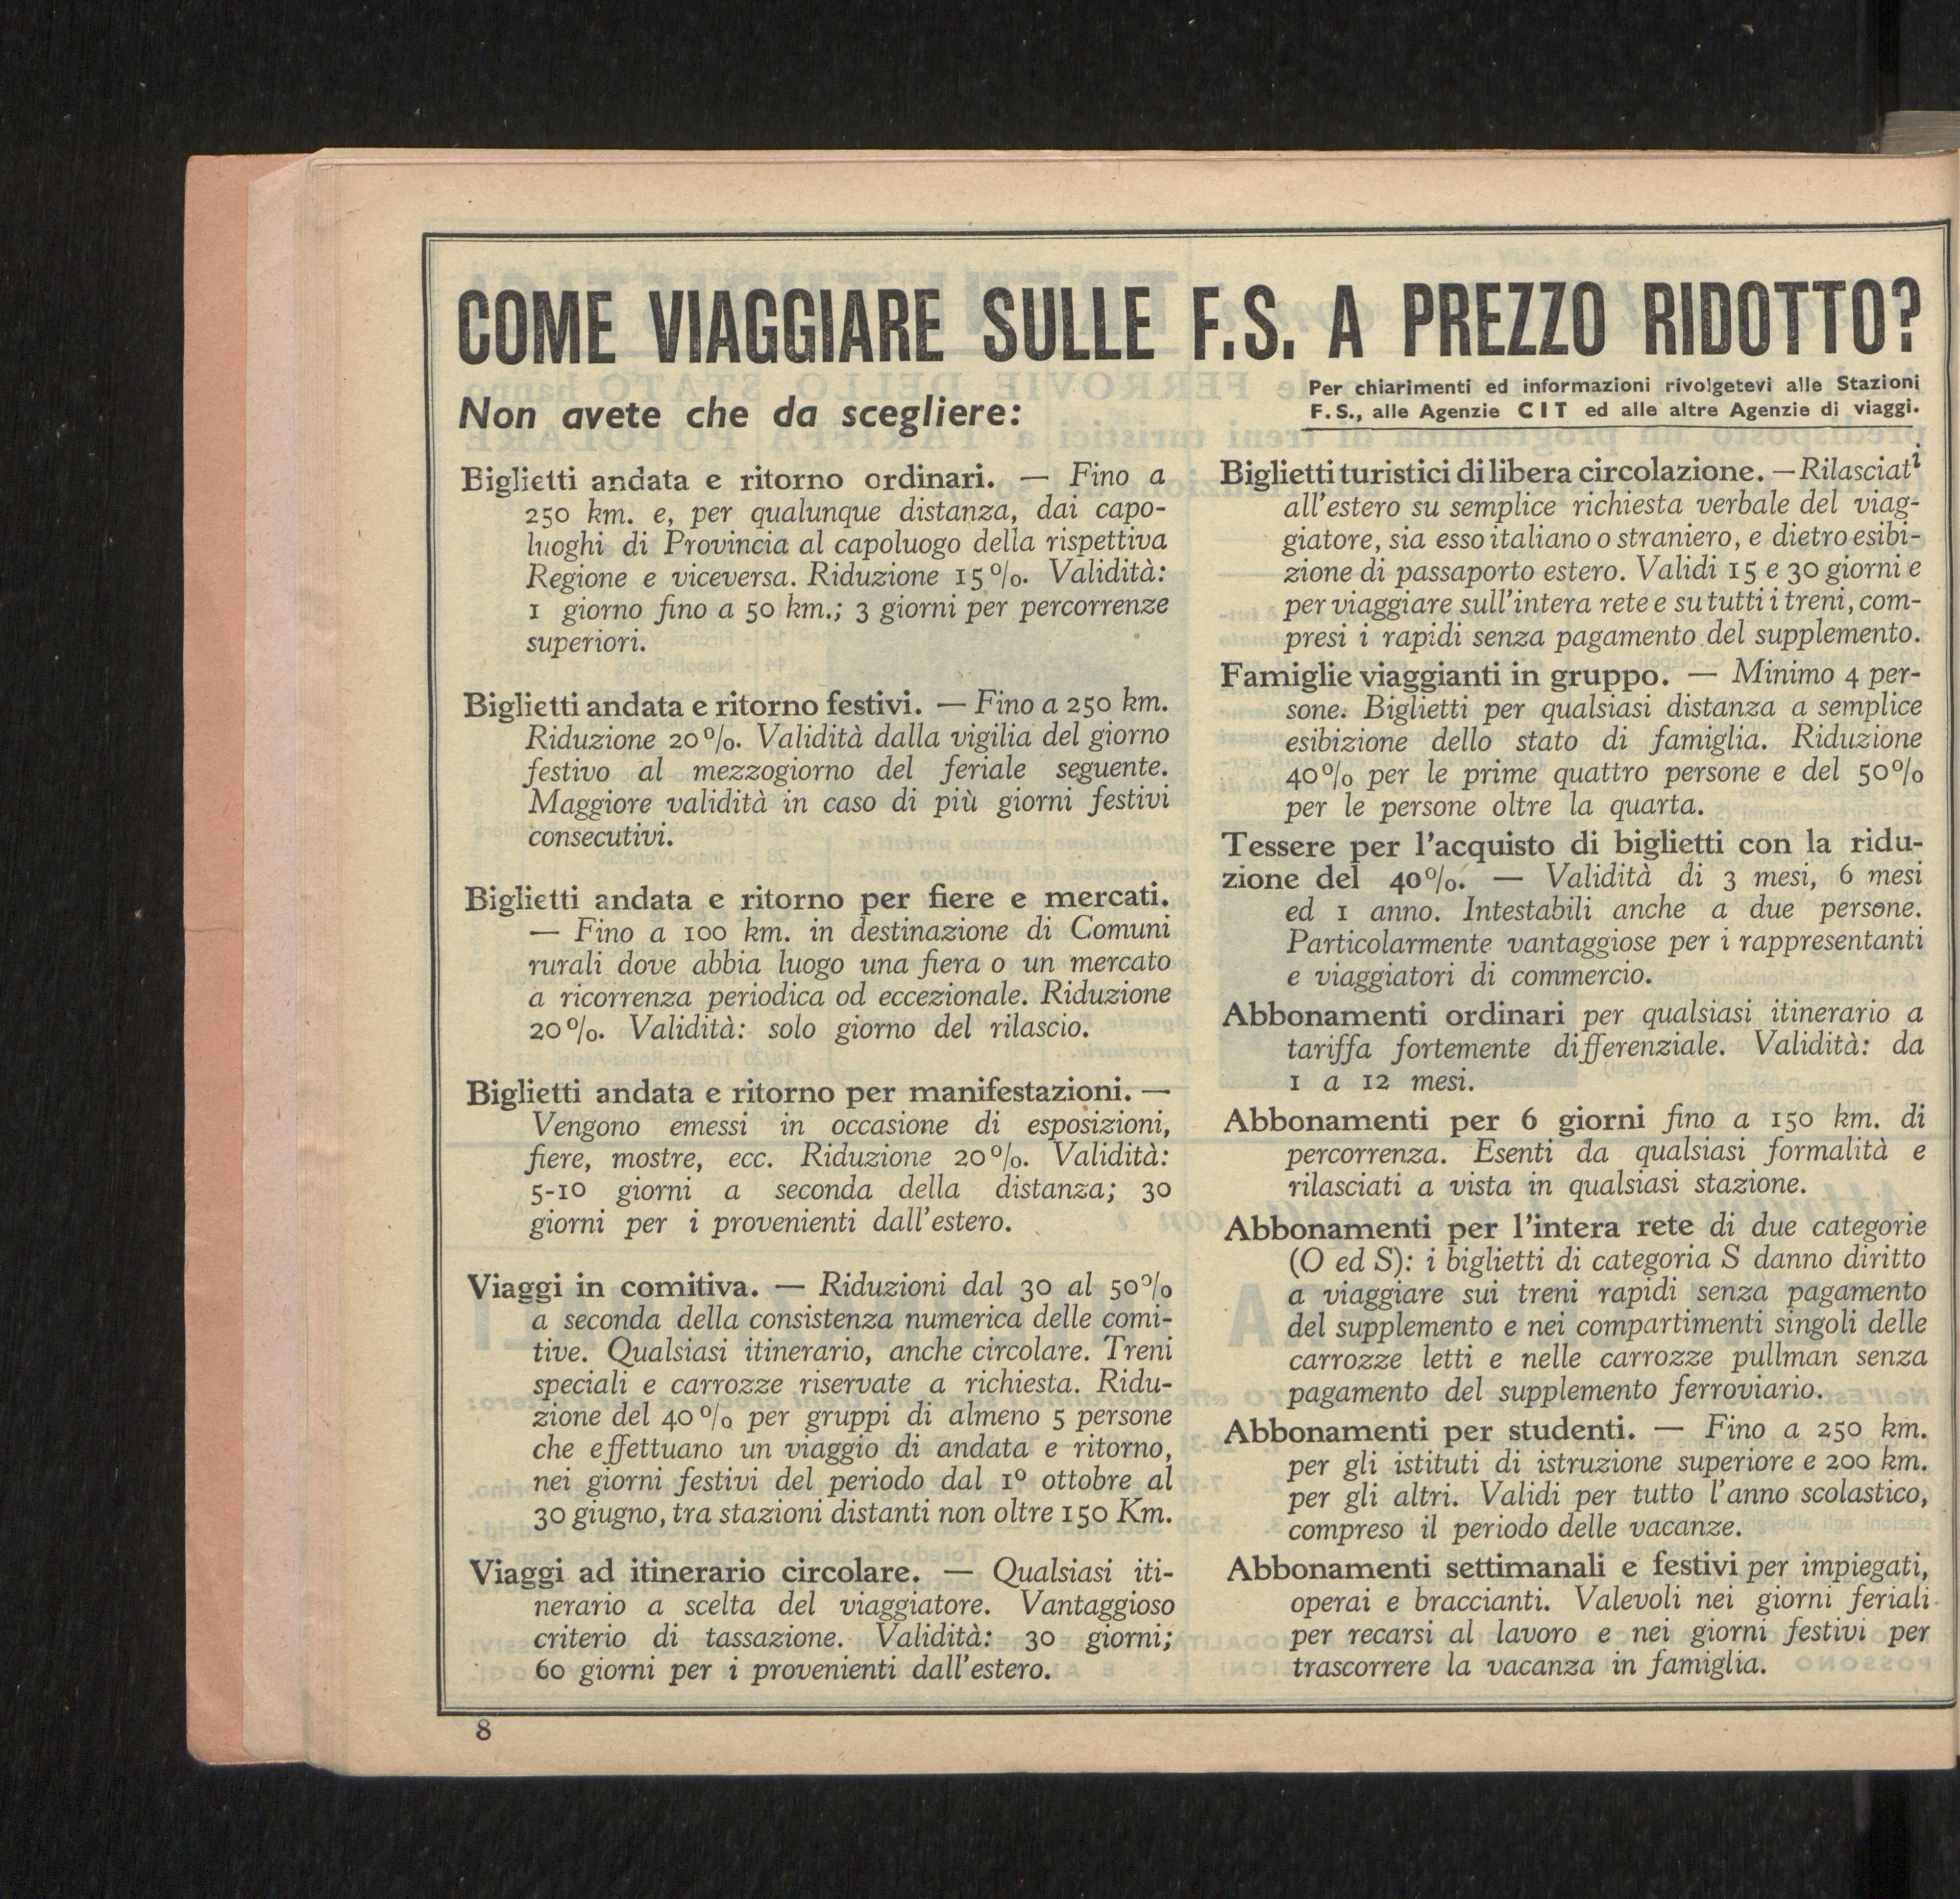 COME VIAGGIARE SULLE F.S. A PREZZO RIDOTTO?
Non avete che da scegliere:
Per chiarimenti ed informazioni rivolgetevi alle Stazioni
F.S., alle Agenzie CIT ed alle altre Agenzie di viaggi.
Biglietti andata e ritorno ordinari. — Fino a
250 km. e, per qualunque distanza, dai capo-
luoghi di Provincia al capoluogo della rispettiva
Regione e viceversa. Riduzione 15%. Validità:
1 giorno fino a 50 km.; 3 giorni per percorrenze
superiori.
Biglietti andata e ritorno festivi. — Fino a 250 km.
Riduzione 20%. Validità dalla vigilia del giorno
festivo al mezzogiorno del feriale seguente.
Maggiore validità in caso di più giorni festivi
consecutivi.
Biglietti andata e ritorno per fiere e mercati.
— Fino a 100 km. in destinazione di Comuni
rurali dove abbia luogo una fiera o un mercato
a ricorrenza periodica od eccezionale. Riduzione
20%. Validità: solo giorno del rilascio.
Biglietti andata e ritorno per manifestazioni. —
Vengono emessi in occasione di esposizioni,
fiere, mostre, ecc. Riduzione 20%. Validità:
5-10 giorni a seconda della distanza; 30
giorni per i provenienti dall'estero.
Viaggi in comitiva. — Riduzioni dal 30 al 50%
a seconda della consistenza numerica delle comi-
tive. Qualsiasi itinerario, anche circolare. Treni
speciali e carrozze riservate a richiesta. Ridu-
zione del 40% per gruppi di almeno 5 persone
che effettuano un viaggio di andata e ritorno,
nei giorni festivi del periodo dal 1º ottobre al
30 giugno, tra stazioni distanti non oltre 150 Km.
Viaggi ad itinerario circolare. — Qualsiasi iti-
nerario a scelta del viaggiatore. Vantaggioso
criterio di tassazione. Validità: 30 giorni;
60 giorni per i provenienti dall'estero.
Biglietti turistici di libera circolazione. — Rilasciati
all'estero su semplice richiesta verbale del viag-
giatore, sia esso italiano o straniero, e dietro esibi-
zione di passaporto estero. Validi 15 e 30 giorni e
per viaggiare sull'intera rete e su tutti i treni, com-
presi i rapidi senza pagamento del supplemento.
Famiglie viaggianti in gruppo. — Minimo 4 per-
sone. Biglietti per qualsiasi distanza a semplice
esibizione dello stato di famiglia. Riduzione
40% per le prime quattro persone e del 50%
per le persone oltre la quarta.
Tessere per l'acquisto di biglietti con la ridu-
zione del 40%. — Validità di 3 mesi, 6 mesi
ed 1 anno. Intestabili anche a due persone.
Particolarmente vantaggiose per i rappresentanti
e viaggiatori di commercio.
Abbonamenti ordinari per qualsiasi itinerario a
tariffa fortemente differenziale. Validità: da
1 a 12 mesi.
Abbonamenti per 6 giorni fino a 150 km. di
percorrenza. Esenti da qualsiasi formalità e
rilasciati a vista in qualsiasi stazione.
Abbonamenti per l'intera rete di due categorie
(O ed S): i biglietti di categoria S danno diritto
a viaggiare sui treni rapidi senza pagamento
del supplemento e nei compartimenti singoli delle
carrozze letti e nelle carrozze pullman senza
pagamento del supplemento ferroviario.
Abbonamenti per studenti. — Fino a 250 km.
per gli istituti di istruzione superiore e 200 km.
per gli altri. Validi per tutto l'anno scolastico,
compreso il periodo delle vacanze.
Abbonamenti settimanali e festivi per impiegati,
operai e braccianti. Valevoli nei giorni feriali
per recarsi al lavoro e nei giorni festivi per
trascorrere la vacanza in famiglia.
8